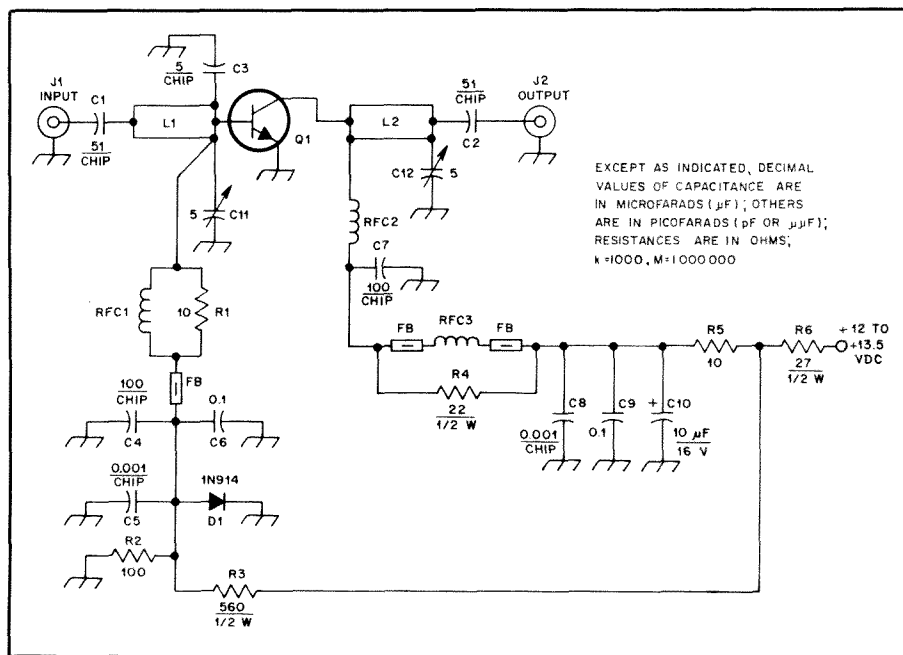 J1
INPUT
C1
51
CHIP
L1
5
CHIP
C3
Q1
5
C11
L2
51
CHIP
C2
J2
OUTPUT
C12
5
RFC2
C7
100
CHIP
EXCEPT AS INDICATED, DECIMAL
VALUES OF CAPACITANCE ARE
IN MICROFARADS (µF); OTHERS
ARE IN PICOFARADS (pF OR µµF);
RESISTANCES ARE IN OHMS;
k=1000, M=1000000
RFC1
10
R1
FB
FB
RFC3
FB
R4
22
1/2 W
R5
10
R6
27
1/2 W
+12 TO
+13.5
VDC
C8
0.001
CHIP
C9
0.1
+
C10
10 µF
16 V
100
CHIP
C4
0.1
C6
0.001
CHIP
C5
1N914
D1
R2
100
R3
560
1/2 W